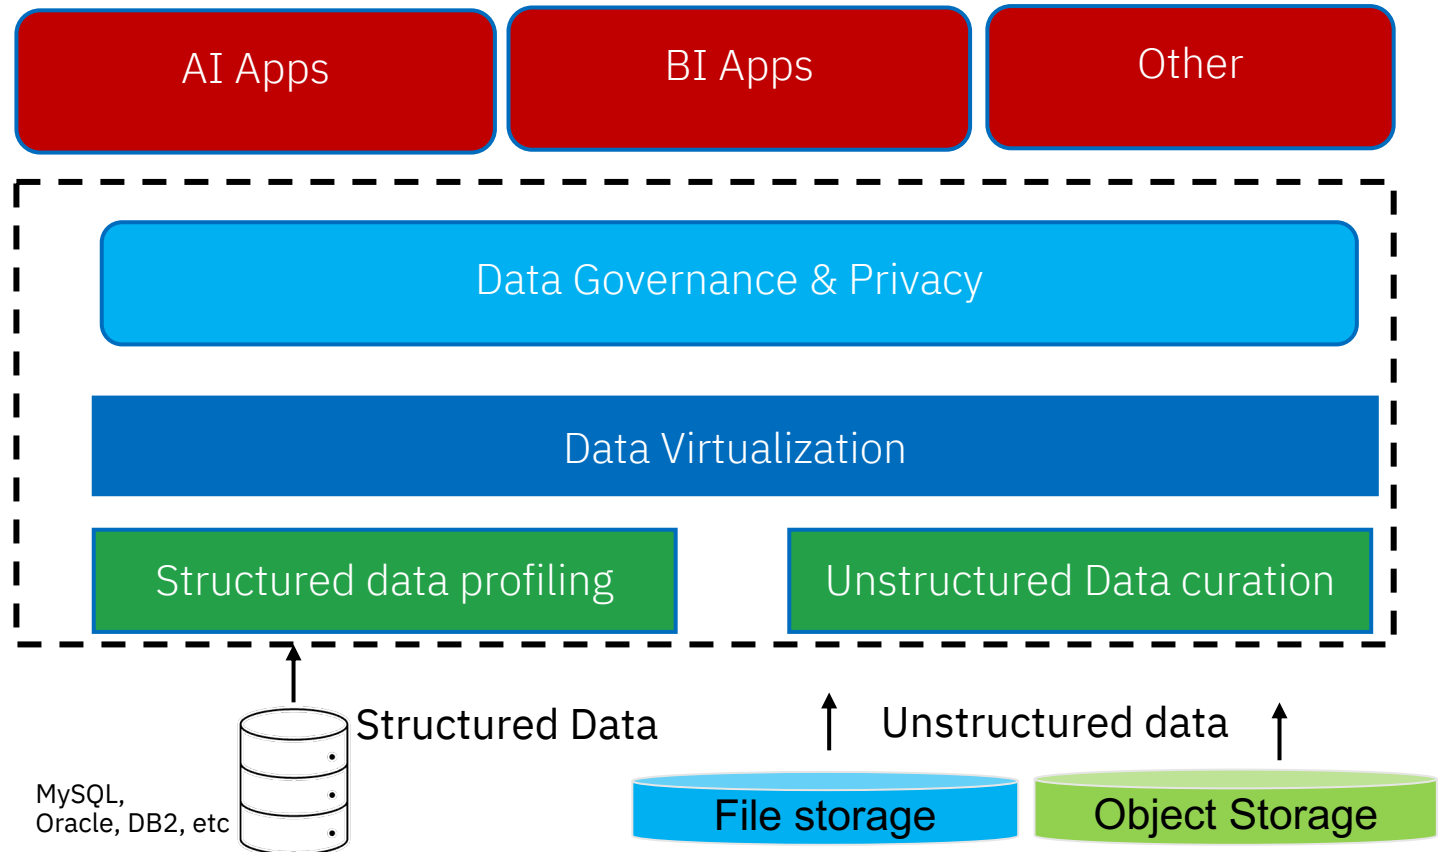 AI Apps
BI Apps
Other
Data Governance & Privacy
Data Virtualization
Structured data profiling
Unstructured Data curation
Structured Data
Unstructured data
MySQL,
Oracle, DB2, etc
File storage
Object Storage